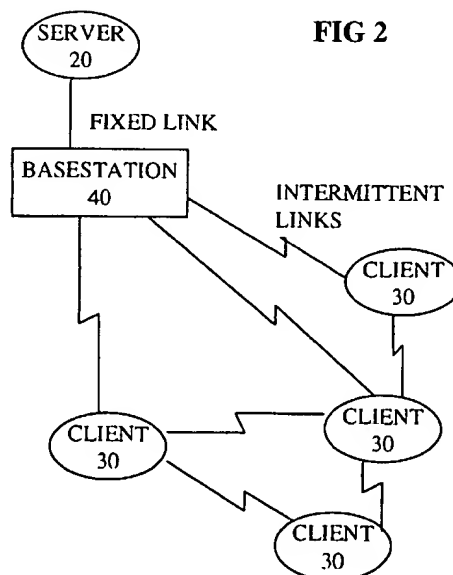 FIG 2
SERVER
20
FIXED LINK
BASESTATION
40
INTERMITTENT
LINKS
CLIENT
30
CLIENT
30
CLIENT
30
CLIENT
30